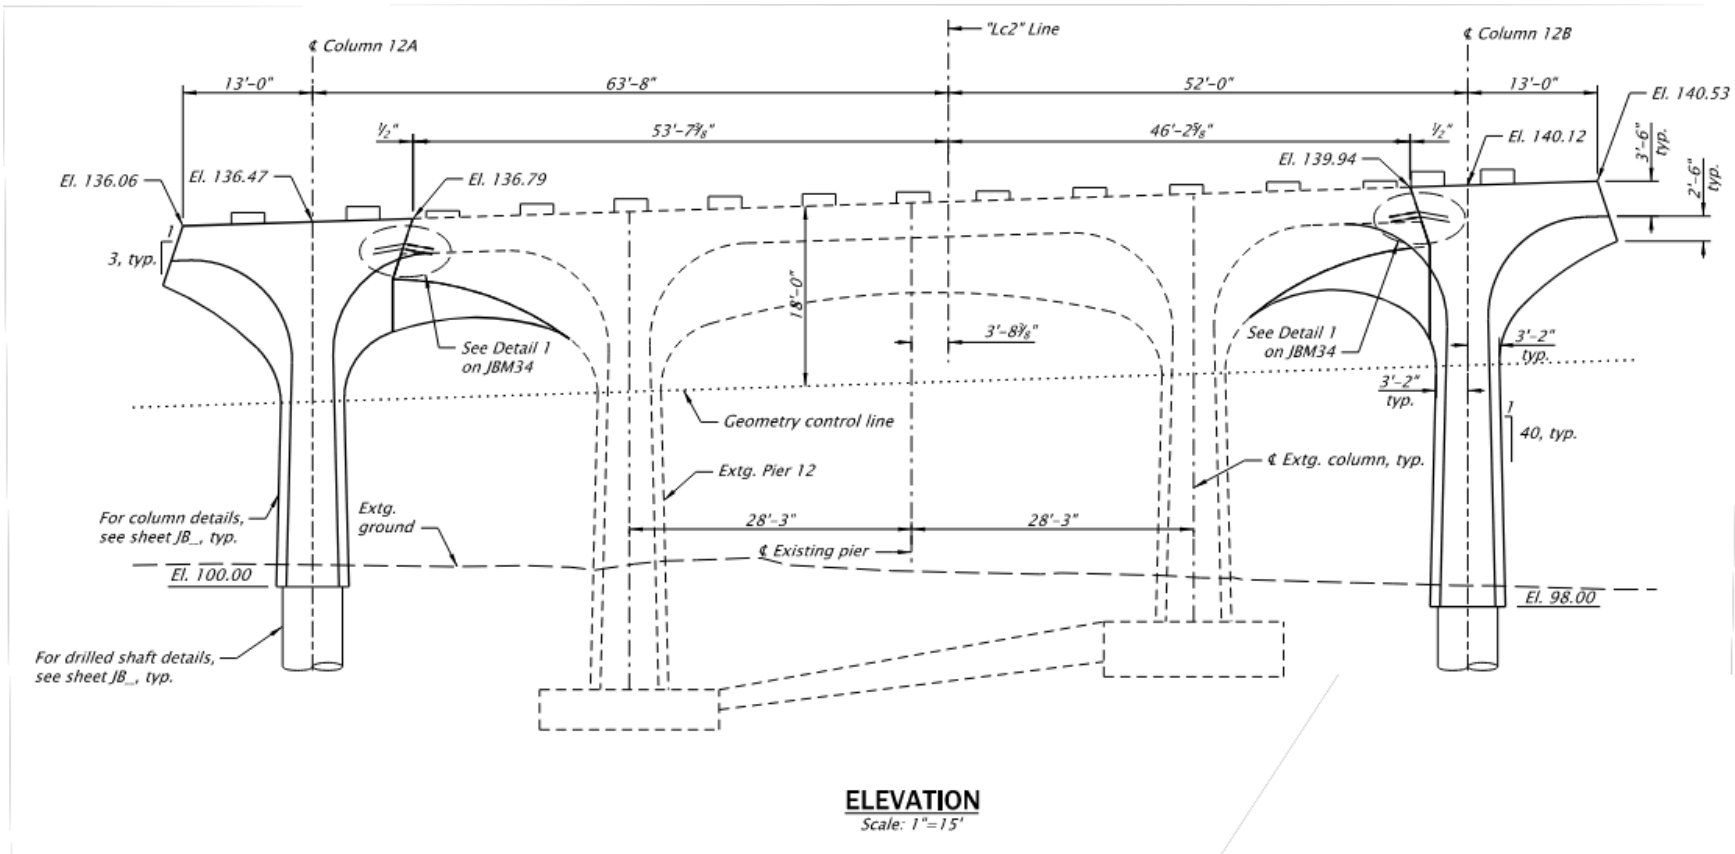 "Lc2" Line
℄ Column 12A
℄ Column 12B
13'-0"
63'-8"
52'-0"
13'-0"
El. 140.53
½"
53'-7⅜"
46'-2⅝"
½"
El. 140.12
3'-6"
typ.
El. 136.06
El. 136.47
El. 136.79
El. 139.94
2'-6"
typ.
1
3, typ.
18'-0"
3'-8⅜"
See Detail 1
on JBM34
See Detail 1
on JBM34
3'-2"
typ.
3'-2"
typ.
Geometry control line
1
40, typ.
Extg. Pier 12
℄ Extg. column, typ.
For column details,
see sheet JB_, typ.
Extg.
ground
28'-3"
28'-3"
℄ Existing pier
El. 100.00
El. 98.00
For drilled shaft details,
see sheet JB_, typ.
ELEVATION
Scale: 1"=15'